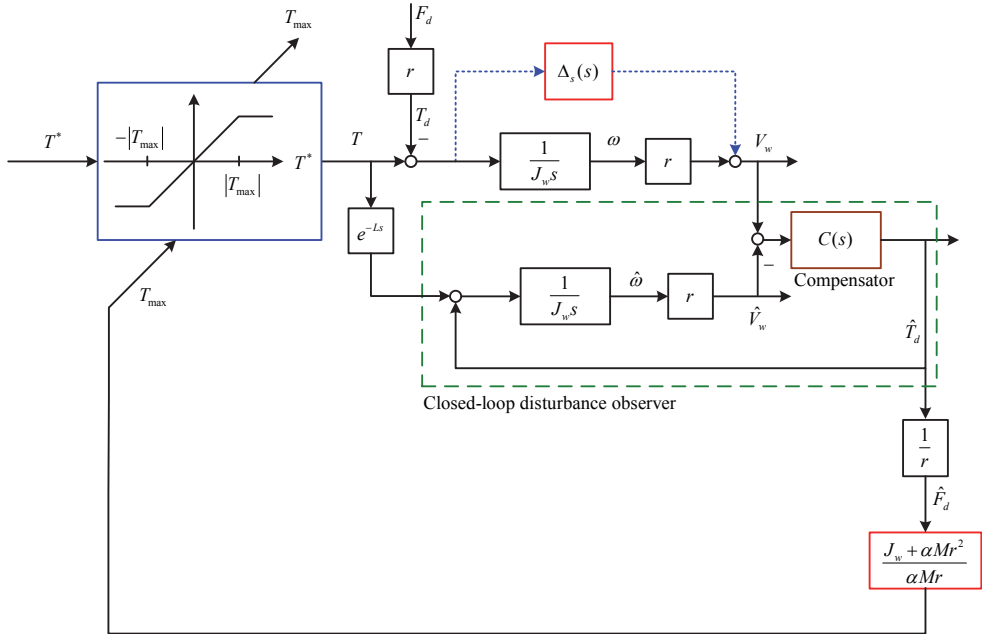 T_max
F_d
r
T_d
−
Δ_s(s)
T*
−|T_max|
|T_max|
T*
T
1
J_w s
ω
r
V_w
e^{−Ls}
C(s)
Compensator
−
1
J_w s
ω̂
r
V̂_w
T_max
T̂_d
Closed-loop disturbance observer
1
r
F̂_d
J_w + αMr²
αMr